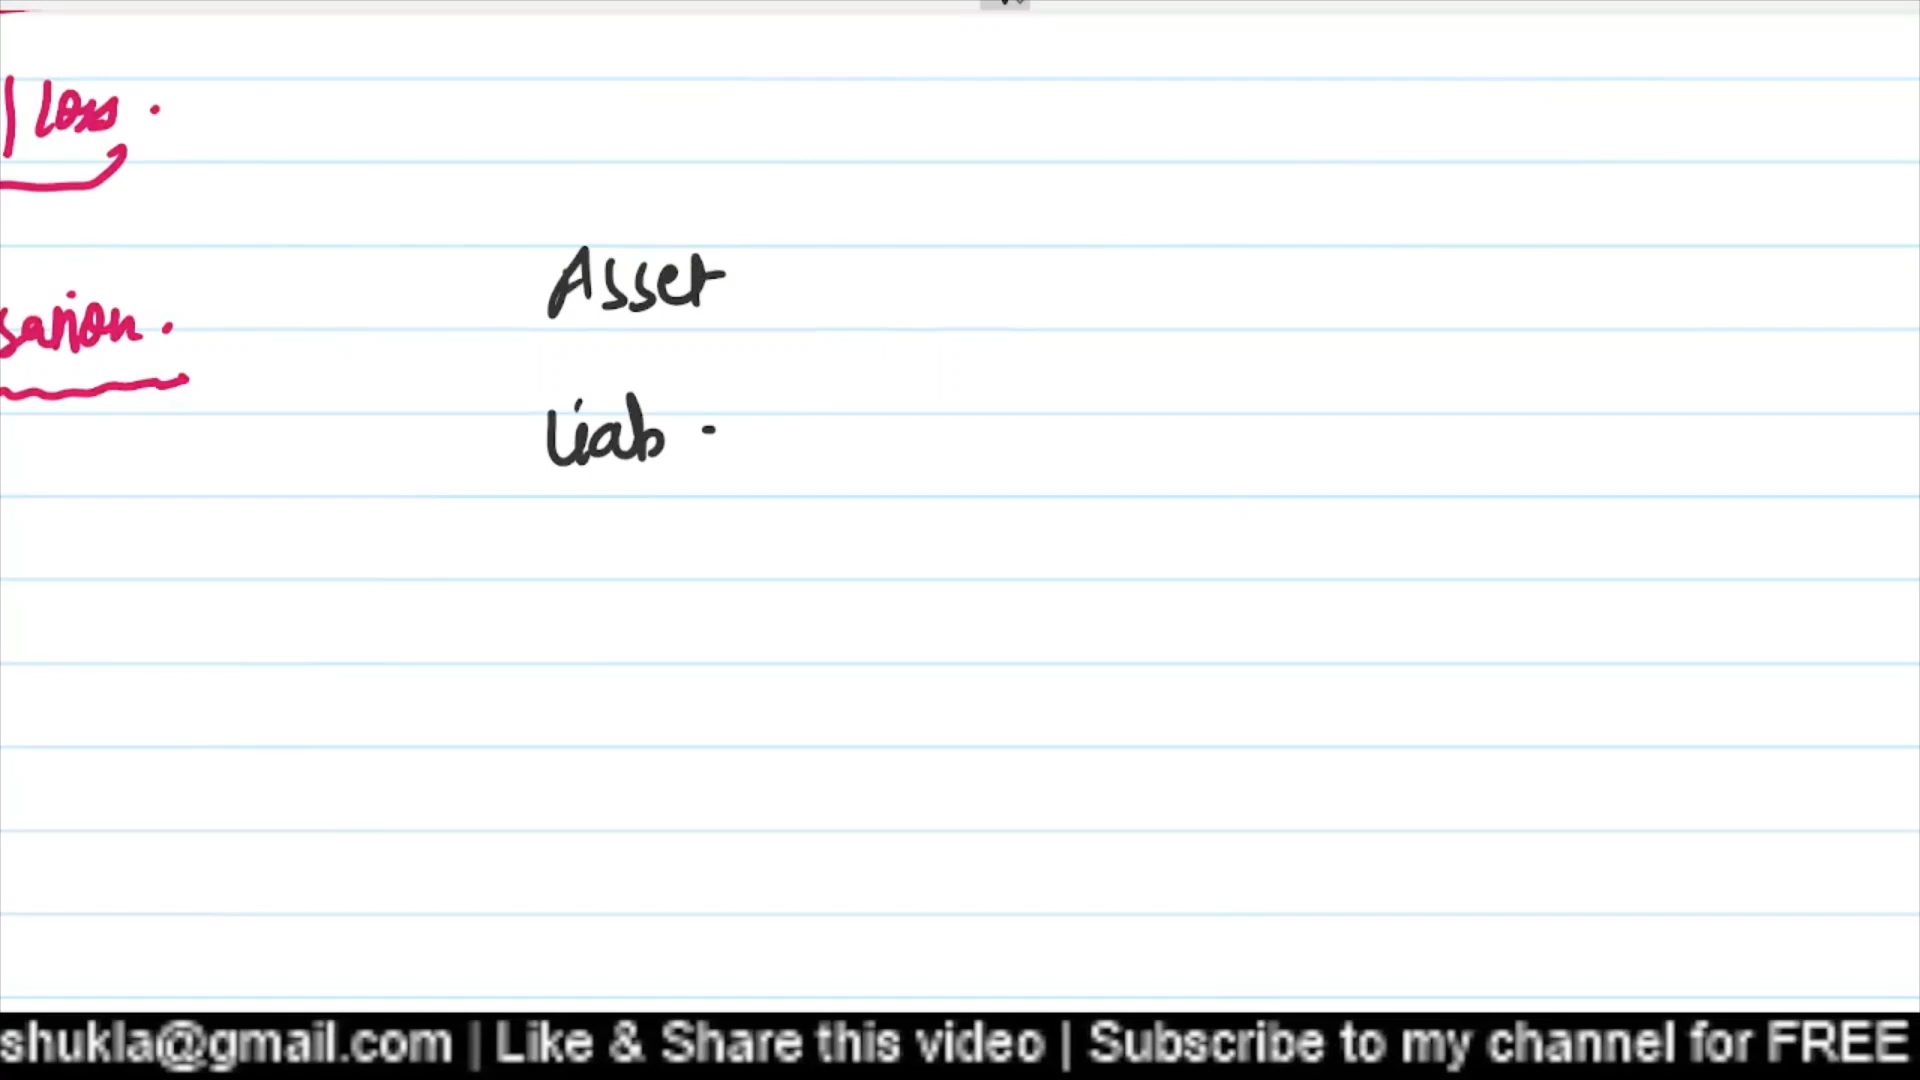 | Loss .
sation .
Asset
Liab .
shukla@gmail.com | Like & Share this video | Subscribe to my channel for FREE